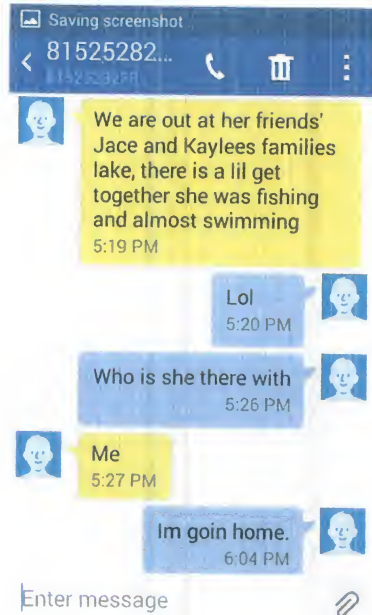 Saving screenshot
81525282...
We are out at her friends'
Jace and Kaylees families
lake, there is a lil get
together she was fishing
and almost swimming
5:19 PM
Lol
5:20 PM
Who is she there with
5:26 PM
Me
5:27 PM
Im goin home.
6:04 PM
Enter message